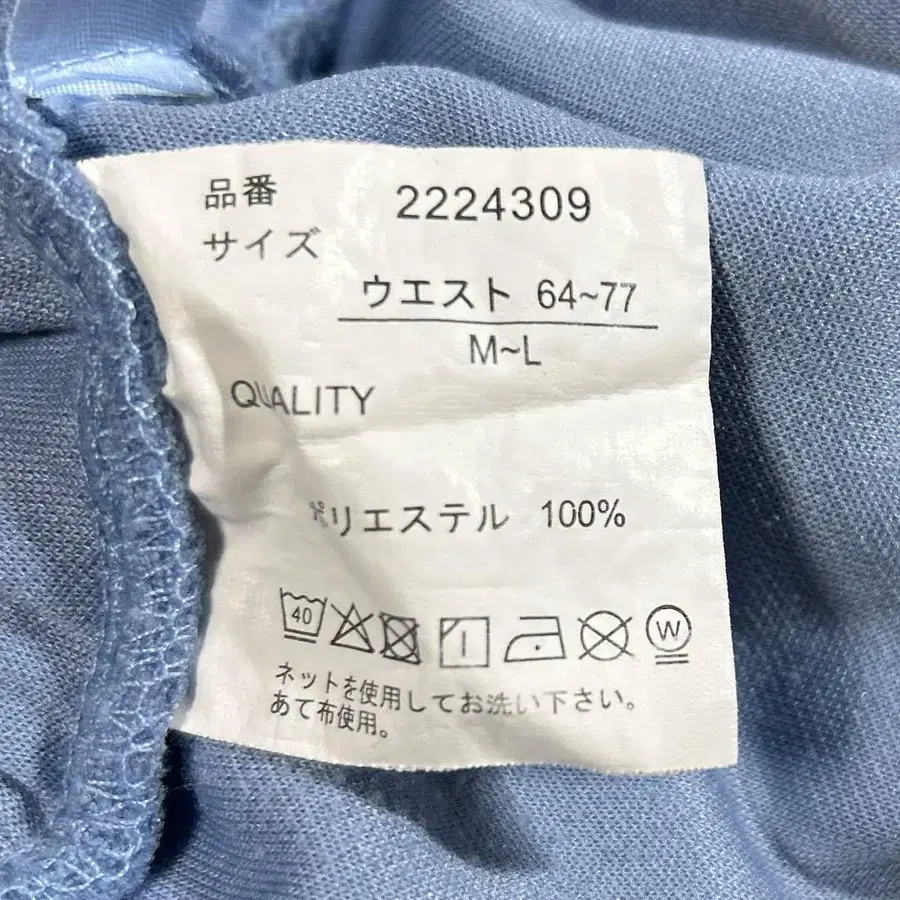 品番 2224309
サイズ
ウエスト 64~77
M~L
QUALITY
ポリエステル 100%
40
W
ネットを使用してお洗い下さい。
あて布使用。